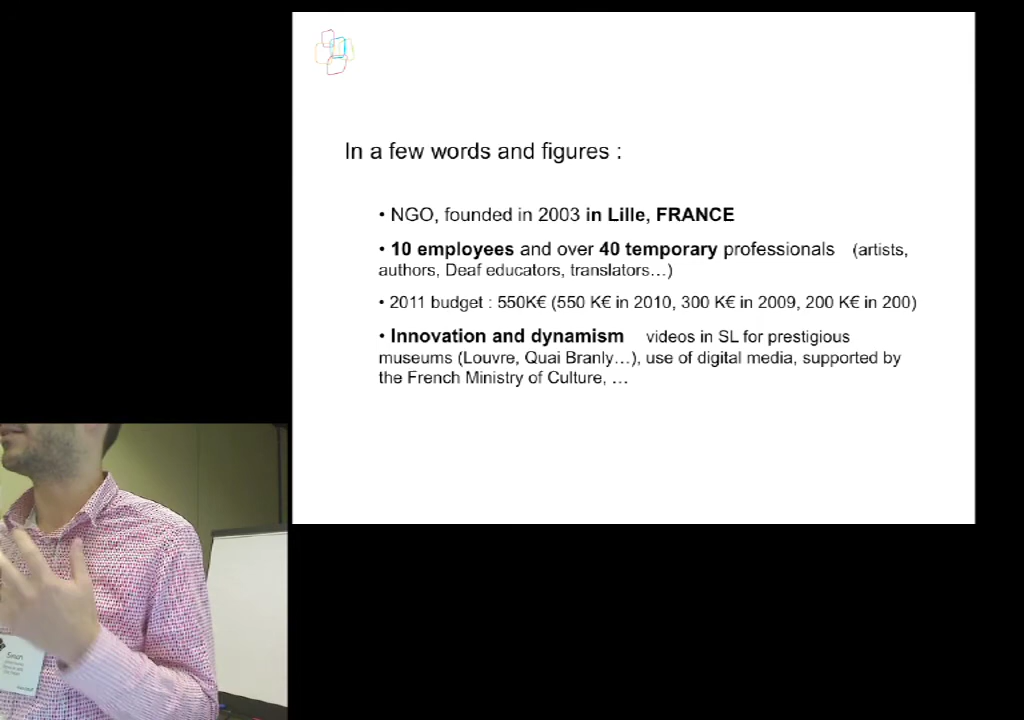 In a few words and figures :
• NGO, founded in 2003 in Lille, FRANCE
• 10 employees and over 40 temporary professionals (artists,
authors, Deaf educators, translators…)
• 2011 budget : 550K€ (550 K€ in 2010, 300 K€ in 2009, 200 K€ in 200)
• Innovation and dynamism videos in SL for prestigious
museums (Louvre, Quai Branly…), use of digital media, supported by
the French Ministry of Culture, …